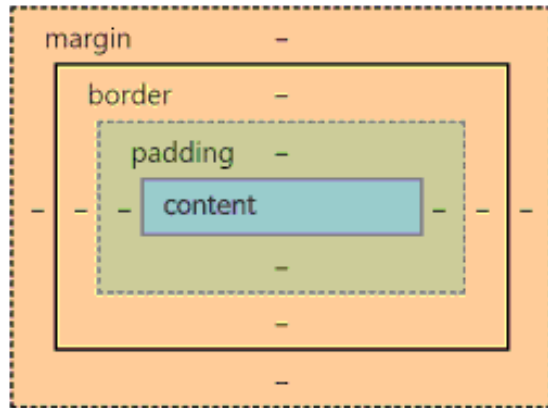 margin –
border –
padding –
– – – content – – –
–
–
–